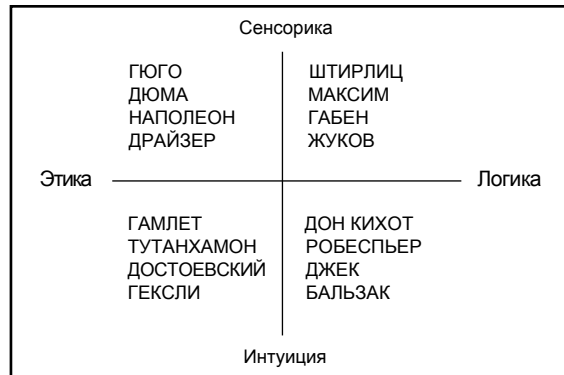 Сенсорика
ГЮГО
ДЮМА
НАПОЛЕОН
ДРАЙЗЕР
ШТИРЛИЦ
МАКСИМ
ГАБЕН
ЖУКОВ
Этика
Логика
ГАМЛЕТ
ТУТАНХАМОН
ДОСТОЕВСКИЙ
ГЕКСЛИ
ДОН КИХОТ
РОБЕСПЬЕР
ДЖЕК
БАЛЬЗАК
Интуиция